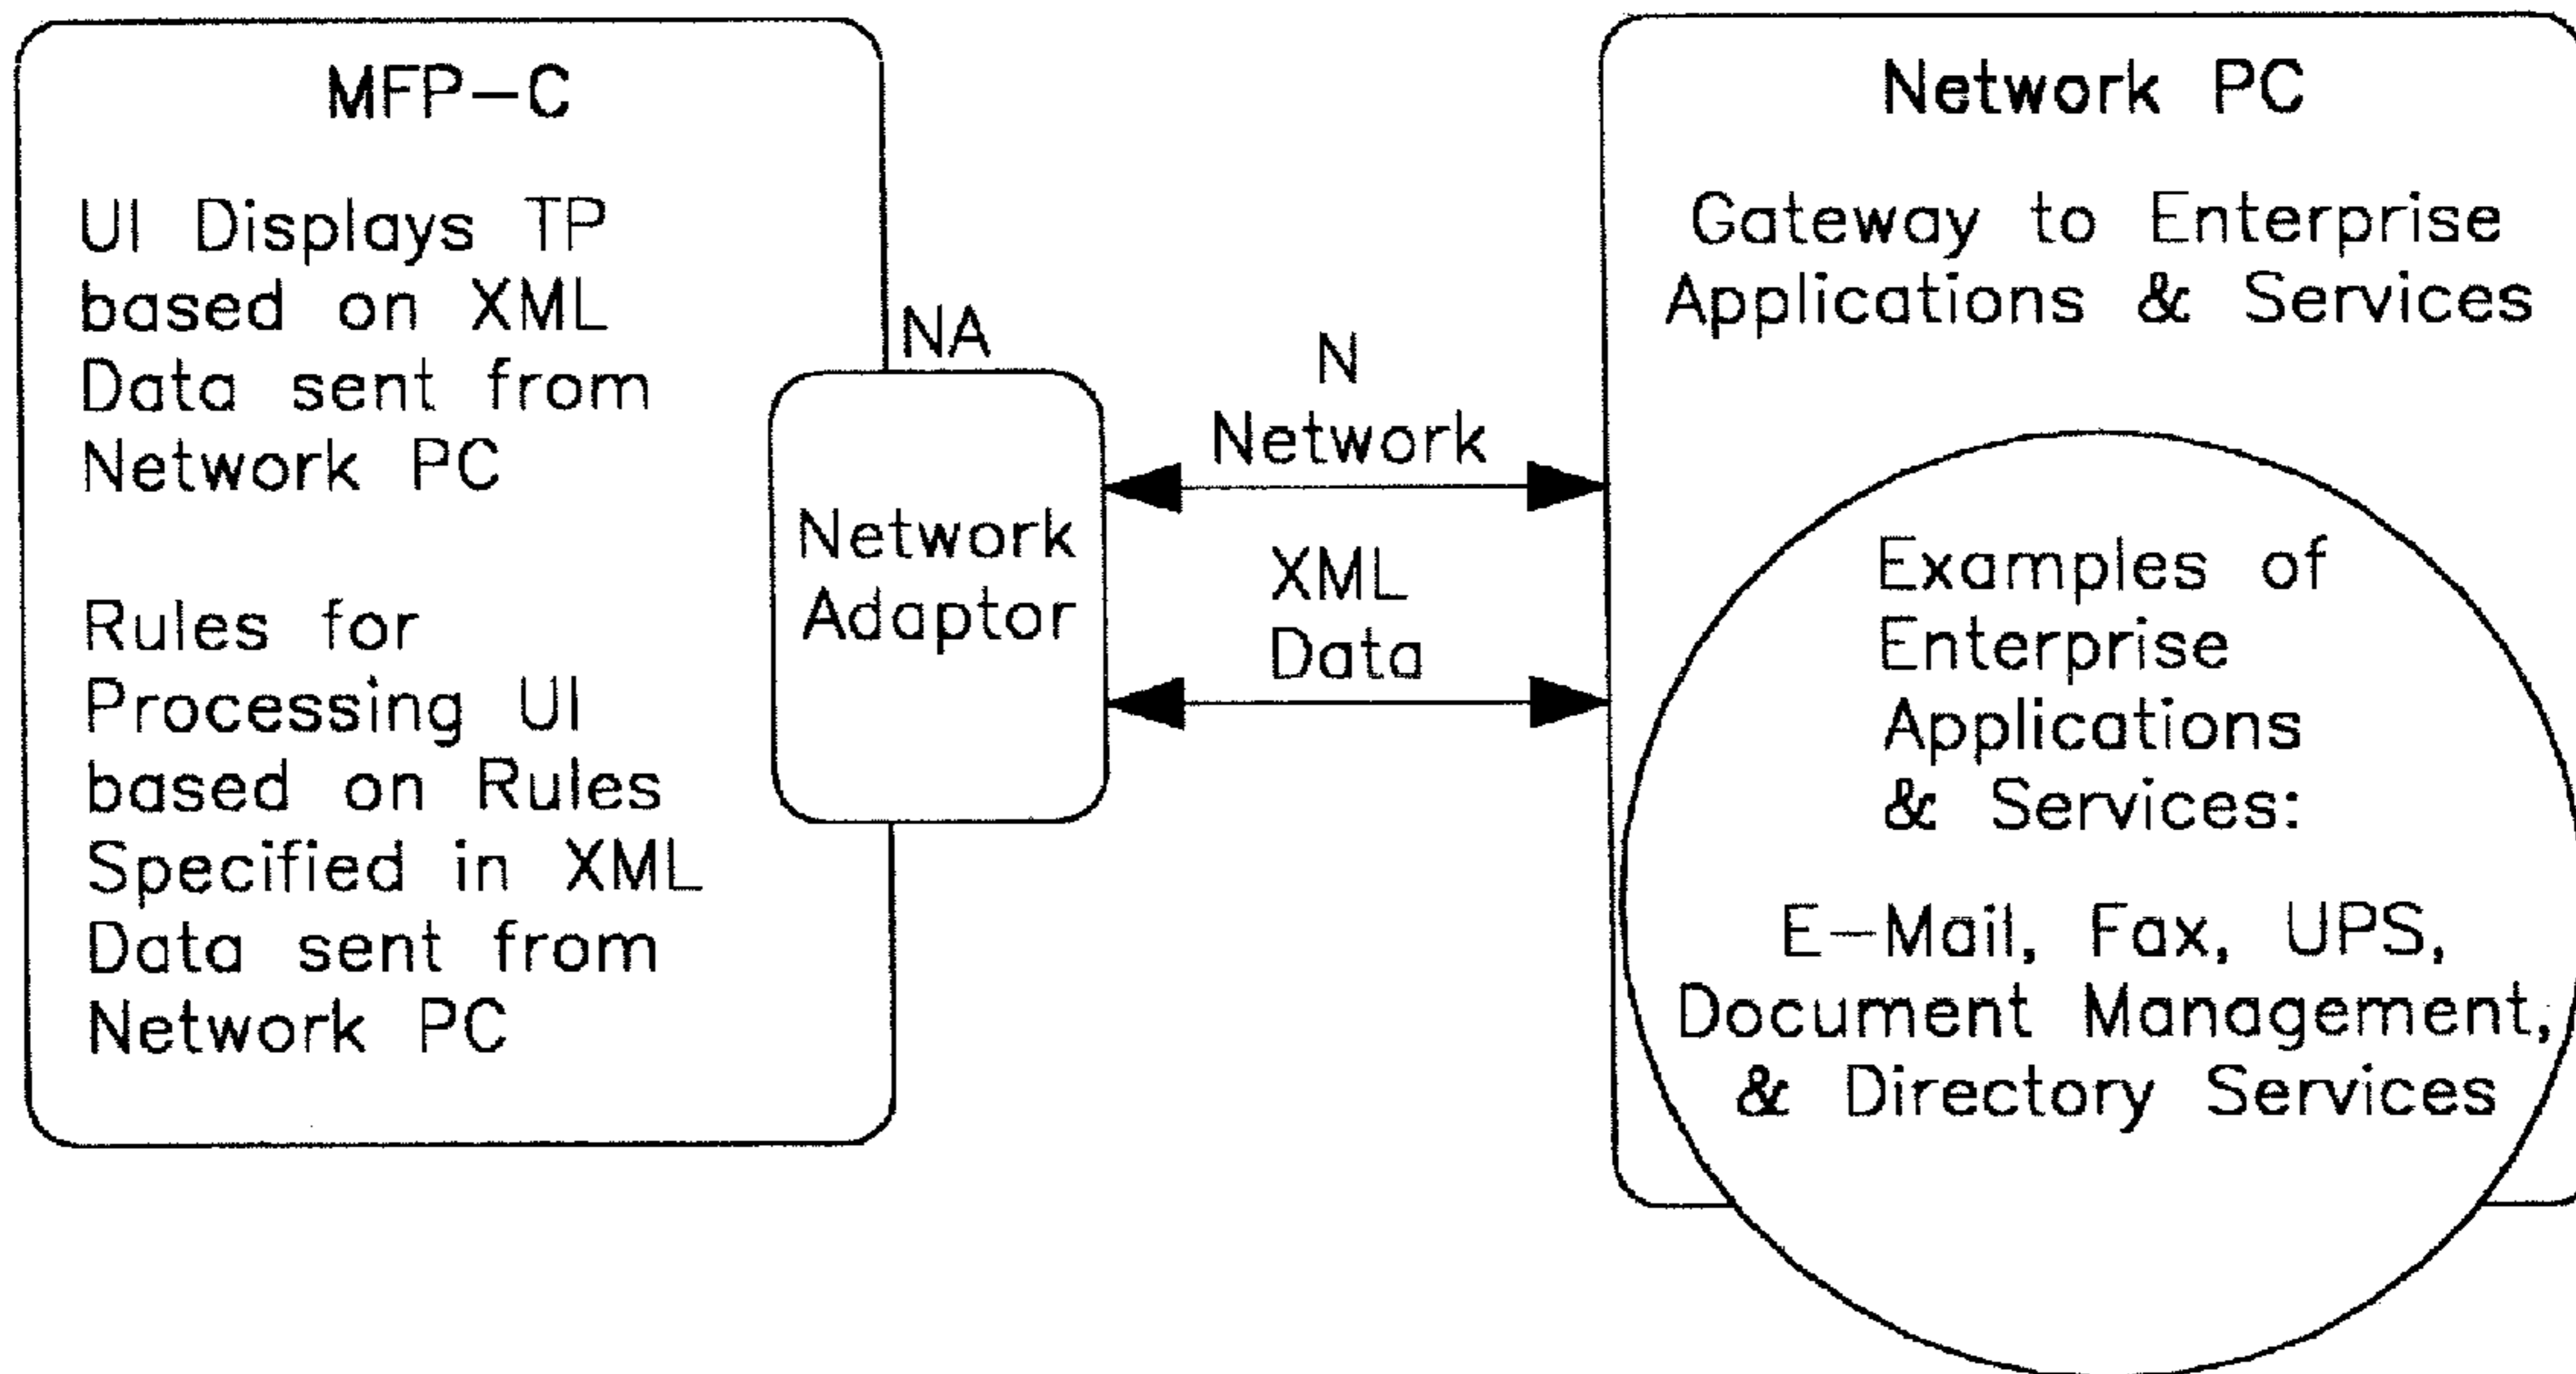 MFP-C
UI Displays TP
based on XML
Data sent from
Network PC
Rules for
Processing UI
based on Rules
Specified in XML
Data sent from
Network PC
NA
Network
Adaptor
N
Network
XML
Data
Network PC
Gateway to Enterprise
Applications & Services
Examples of
Enterprise
Applications
& Services:
E-Mail, Fax, UPS,
Document Management,
& Directory Services